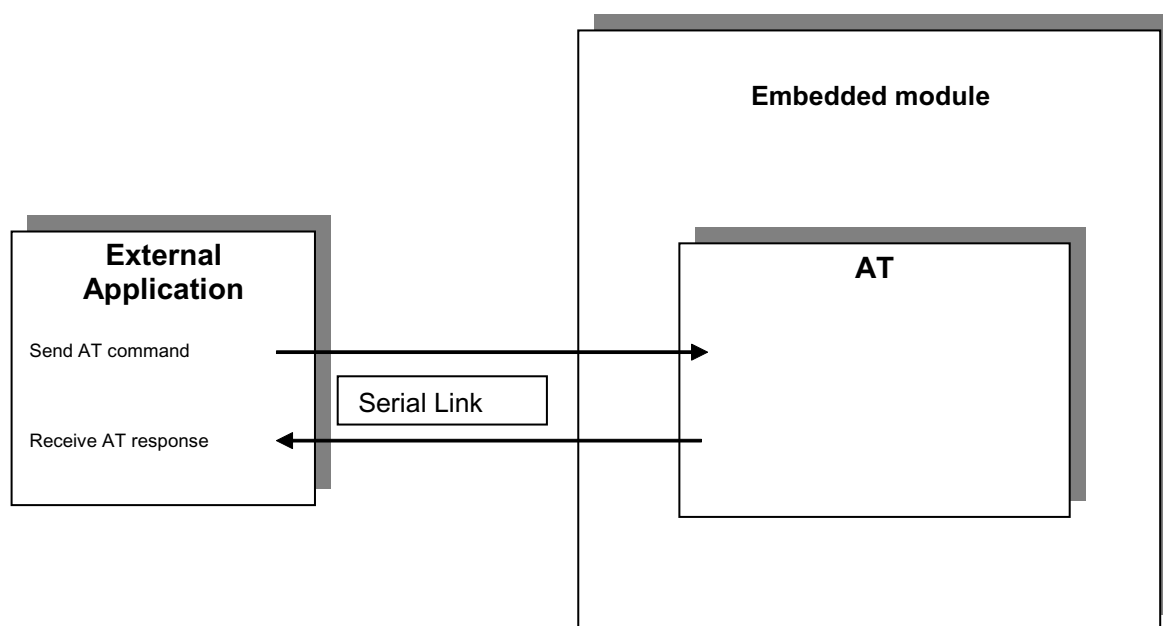 Embedded module
External
Application
AT
Send AT command
Serial Link
Receive AT response